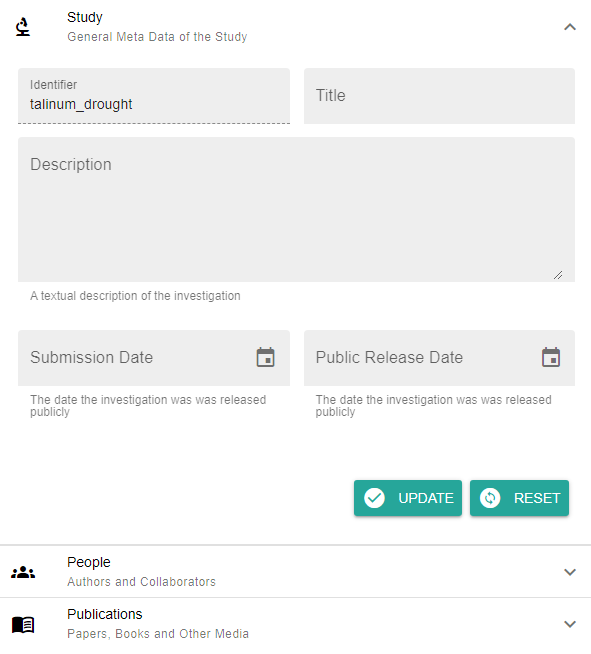 Study
General Meta Data of the Study
Identifier
talinum_drought
Title
Description
A textual description of the investigation
Submission Date
Public Release Date
The date the investigation was was released
publicly
The date the investigation was was released
publicly
UPDATE
RESET
People
Authors and Collaborators
Publications
Papers, Books and Other Media